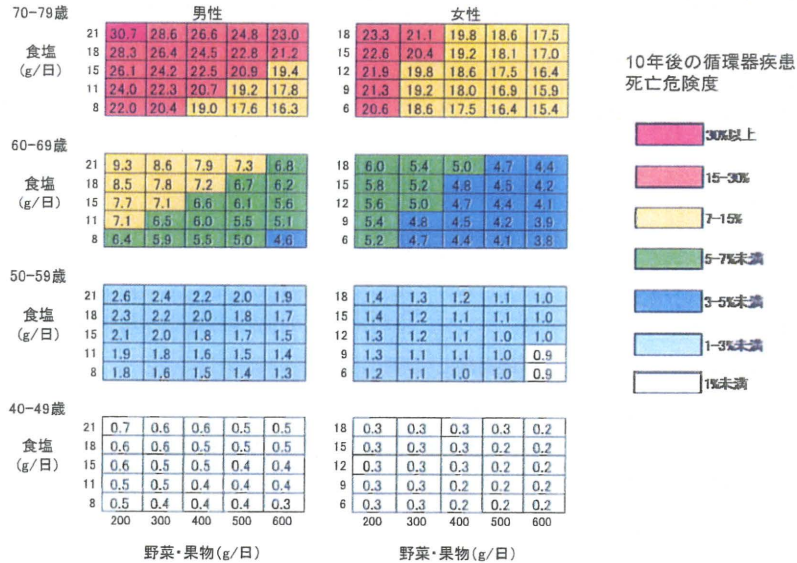 男性 女性
70-79歳
食塩
(g/日)
21 30.7 28.6 26.6 24.8 23.0
18 28.3 26.4 24.5 22.8 21.2
15 26.1 24.2 22.5 20.9 19.4
11 24.0 22.3 20.7 19.2 17.8
8 22.0 20.4 19.0 17.6 16.3
18 23.3 21.1 19.8 18.6 17.5
15 22.6 20.4 19.2 18.1 17.0
12 21.9 19.8 18.6 17.5 16.4
9 21.3 19.2 18.0 16.9 15.9
6 20.6 18.6 17.5 16.4 15.4
60-69歳
食塩
(g/日)
21 9.3 8.6 7.9 7.3 6.8
18 8.5 7.8 7.2 6.7 6.2
15 7.7 7.1 6.6 6.1 5.6
11 7.1 6.5 6.0 5.5 5.1
8 6.4 5.9 5.5 5.0 4.6
18 6.0 5.4 5.0 4.7 4.4
15 5.8 5.2 4.8 4.5 4.2
12 5.6 5.0 4.7 4.4 4.1
9 5.4 4.8 4.5 4.2 3.9
6 5.2 4.7 4.4 4.1 3.8
50-59歳
食塩
(g/日)
21 2.6 2.4 2.2 2.0 1.9
18 2.3 2.2 2.0 1.8 1.7
15 2.1 2.0 1.8 1.7 1.5
11 1.9 1.8 1.6 1.5 1.4
8 1.8 1.6 1.5 1.4 1.3
18 1.4 1.3 1.2 1.1 1.0
15 1.4 1.2 1.1 1.1 1.0
12 1.3 1.2 1.1 1.0 1.0
9 1.3 1.1 1.1 1.0 0.9
6 1.2 1.1 1.0 1.0 0.9
40-49歳
食塩
(g/日)
21 0.7 0.6 0.6 0.5 0.5
18 0.6 0.6 0.5 0.5 0.5
15 0.6 0.5 0.5 0.4 0.4
11 0.5 0.5 0.4 0.4 0.4
8 0.5 0.4 0.4 0.4 0.3
200 300 400 500 600
野菜・果物(g/日)
18 0.3 0.3 0.3 0.3 0.2
15 0.3 0.3 0.3 0.2 0.2
12 0.3 0.3 0.3 0.2 0.2
9 0.3 0.3 0.2 0.2 0.2
6 0.3 0.3 0.2 0.2 0.2
200 300 400 500 600
野菜・果物(g/日)
10年後の循環器疾患
死亡危険度
30%以上
15-30%
7-15%
5-7%未満
3-5%未満
1-3%未満
1%未満